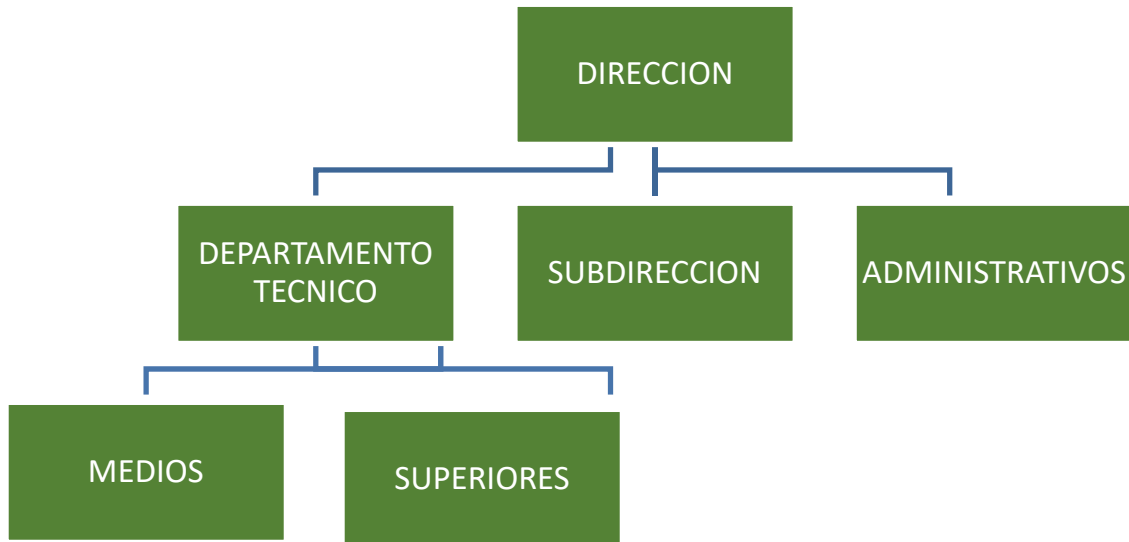 DIRECCION
DEPARTAMENTO
TECNICO
SUBDIRECCION
ADMINISTRATIVOS
MEDIOS
SUPERIORES